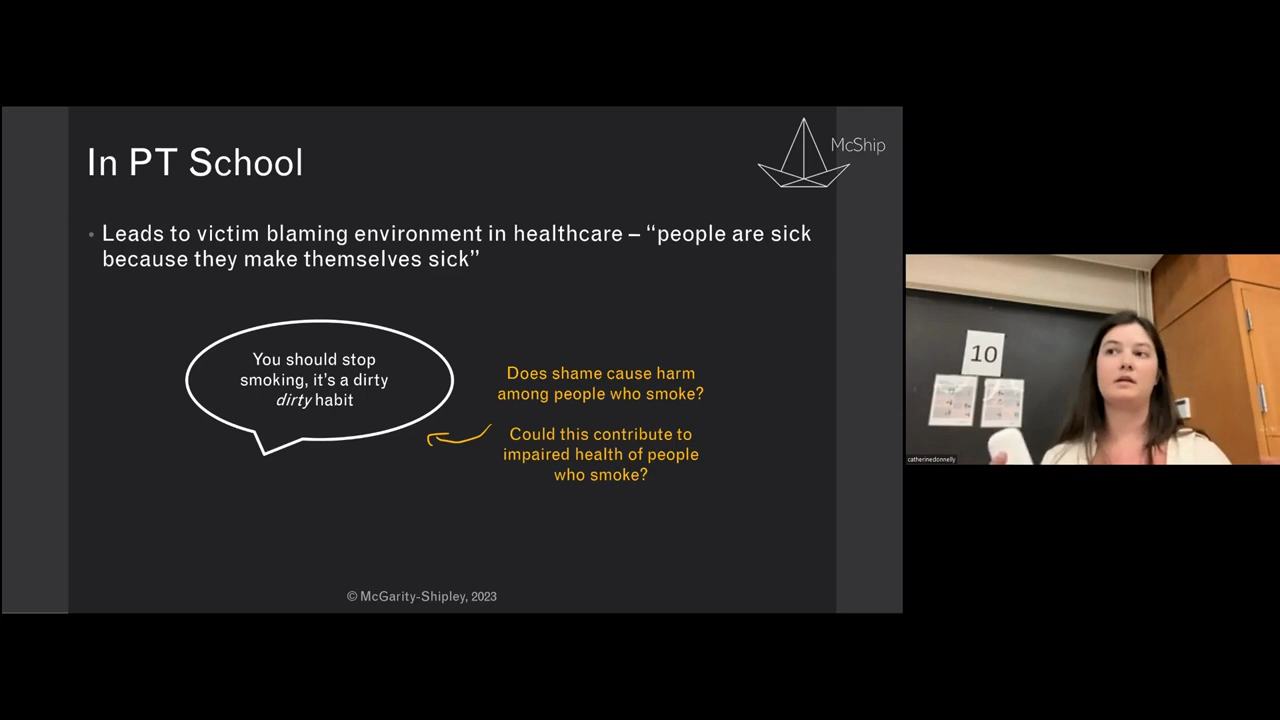 In PT School
McShip
• Leads to victim blaming environment in healthcare – “people are sick
because they make themselves sick”
You should stop
smoking, it’s a dirty
dirty habit
Does shame cause harm
among people who smoke?
Could this contribute to
impaired health of people
who smoke?
© McGarity-Shipley, 2023
10
catherinedonnelly